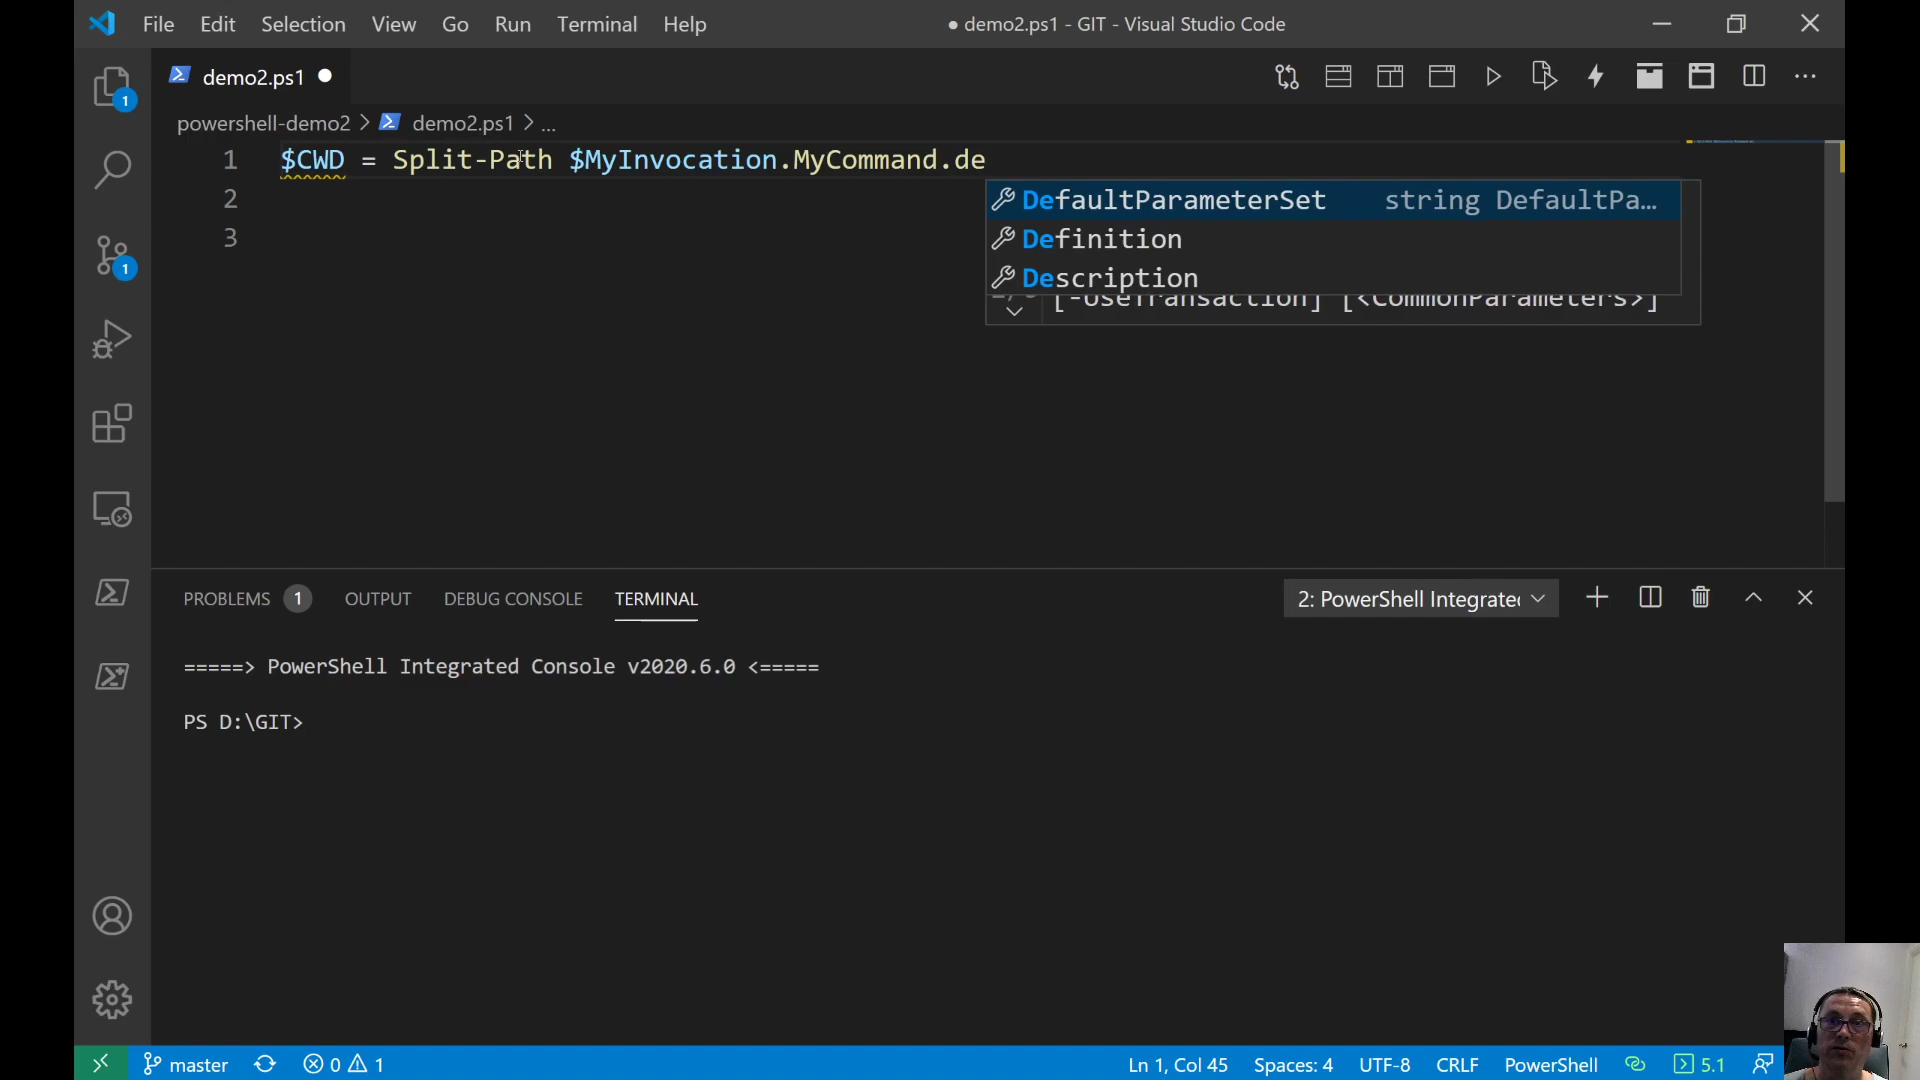 File Edit Selection View Go Run Terminal Help
● demo2.ps1 - GIT - Visual Studio Code
demo2.ps1 ●
powershell-demo2 > demo2.ps1 > ...
1 $CWD = Split-Path $MyInvocation.MyCommand.de
2
3
DefaultParameterSet string DefaultPa...
Definition
Description
[-UseTransaction] [<CommonParameters>]
1
1
PROBLEMS 1 OUTPUT DEBUG CONSOLE TERMINAL
2: PowerShell Integrate
=====> PowerShell Integrated Console v2020.6.0 <=====
PS D:\GIT>
master 0 1
Ln 1, Col 45 Spaces: 4 UTF-8 CRLF PowerShell 5.1